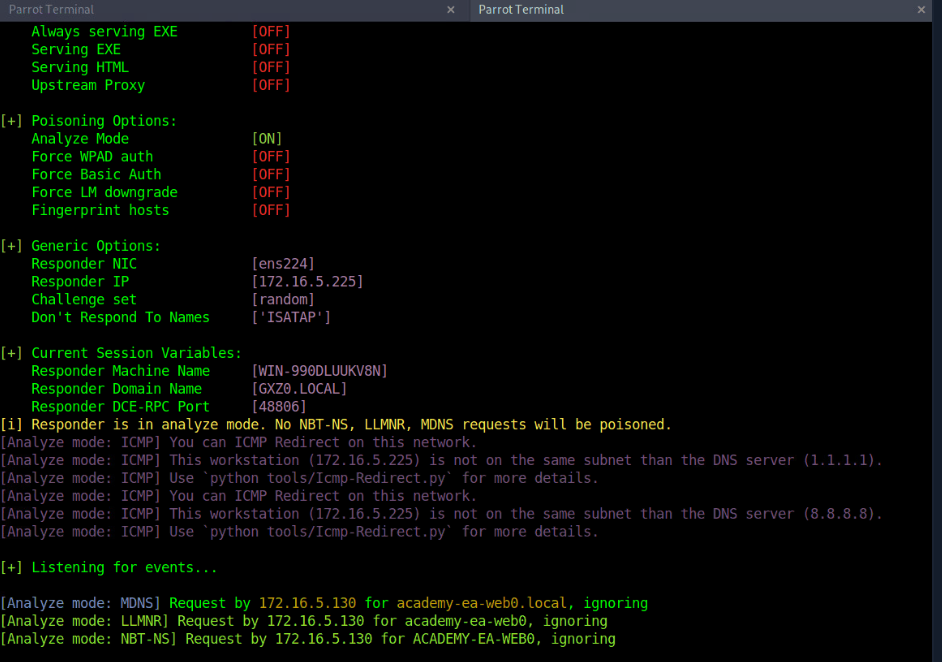 Parrot Terminal × Parrot Terminal ×
Always serving EXE [OFF]
Serving EXE [OFF]
Serving HTML [OFF]
Upstream Proxy [OFF]
[+] Poisoning Options:
Analyze Mode [ON]
Force WPAD auth [OFF]
Force Basic Auth [OFF]
Force LM downgrade [OFF]
Fingerprint hosts [OFF]
[+] Generic Options:
Responder NIC [ens224]
Responder IP [172.16.5.225]
Challenge set [random]
Don't Respond To Names ['ISATAP']
[+] Current Session Variables:
Responder Machine Name [WIN-990DLUUKV8N]
Responder Domain Name [GXZ0.LOCAL]
Responder DCE-RPC Port [48806]
[i] Responder is in analyze mode. No NBT-NS, LLMNR, MDNS requests will be poisoned.
[Analyze mode: ICMP] You can ICMP Redirect on this network.
[Analyze mode: ICMP] This workstation (172.16.5.225) is not on the same subnet than the DNS server (1.1.1.1).
[Analyze mode: ICMP] Use `python tools/Icmp-Redirect.py` for more details.
[Analyze mode: ICMP] You can ICMP Redirect on this network.
[Analyze mode: ICMP] This workstation (172.16.5.225) is not on the same subnet than the DNS server (8.8.8.8).
[Analyze mode: ICMP] Use `python tools/Icmp-Redirect.py` for more details.
[+] Listening for events...
[Analyze mode: MDNS] Request by 172.16.5.130 for academy-ea-web0.local, ignoring
[Analyze mode: LLMNR] Request by 172.16.5.130 for academy-ea-web0, ignoring
[Analyze mode: NBT-NS] Request by 172.16.5.130 for ACADEMY-EA-WEB0, ignoring